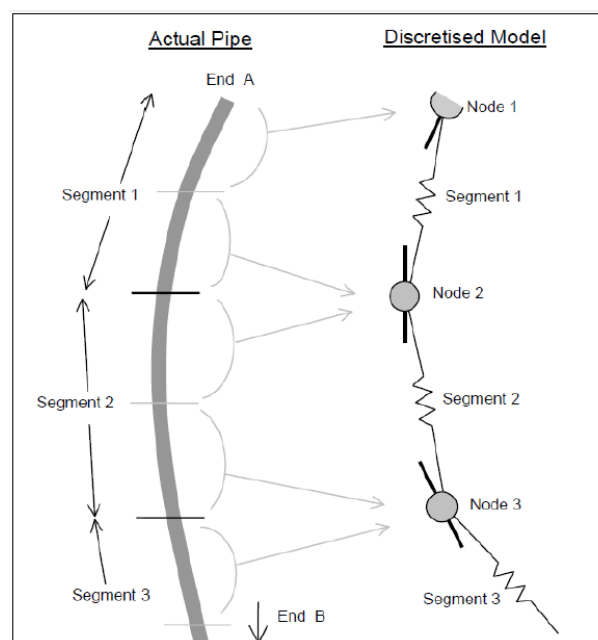 Actual Pipe
Discretised Model
End A
Node 1
Segment 1
Segment 1
Node 2
Segment 2
Segment 2
Node 3
Segment 3
Segment 3
End B